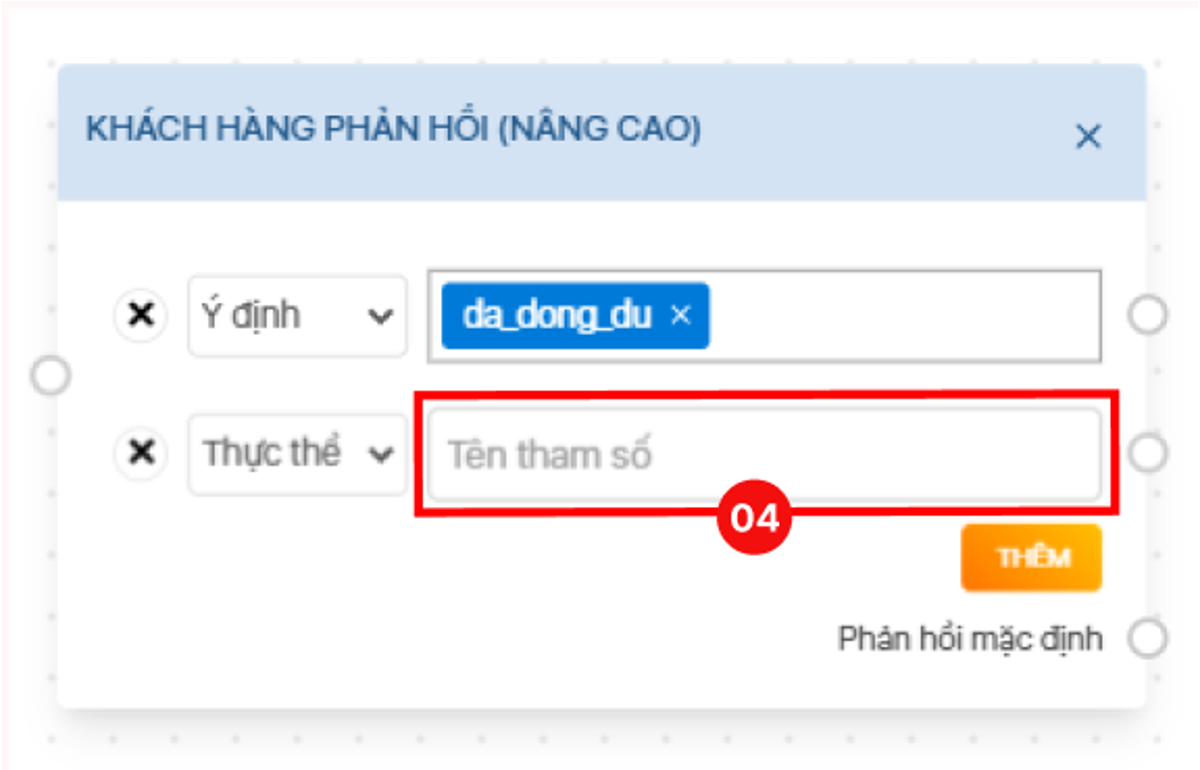 KHÁCH HÀNG PHẢN HỒI (NÂNG CAO)
Ý định da_dong_du
Thực thể Tên tham số
04
THÊM
Phản hồi mặc định